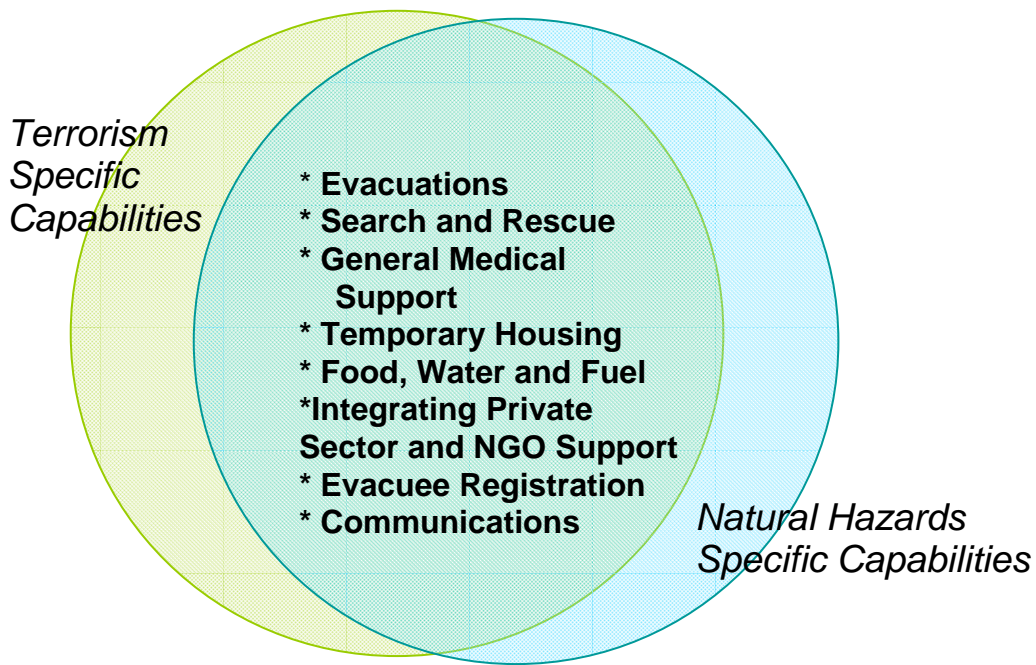 Terrorism
Specific
Capabilities
* Evacuations
* Search and Rescue
* General Medical
Support
* Temporary Housing
* Food, Water and Fuel
*Integrating Private
Sector and NGO Support
* Evacuee Registration
* Communications
Natural Hazards
Specific Capabilities